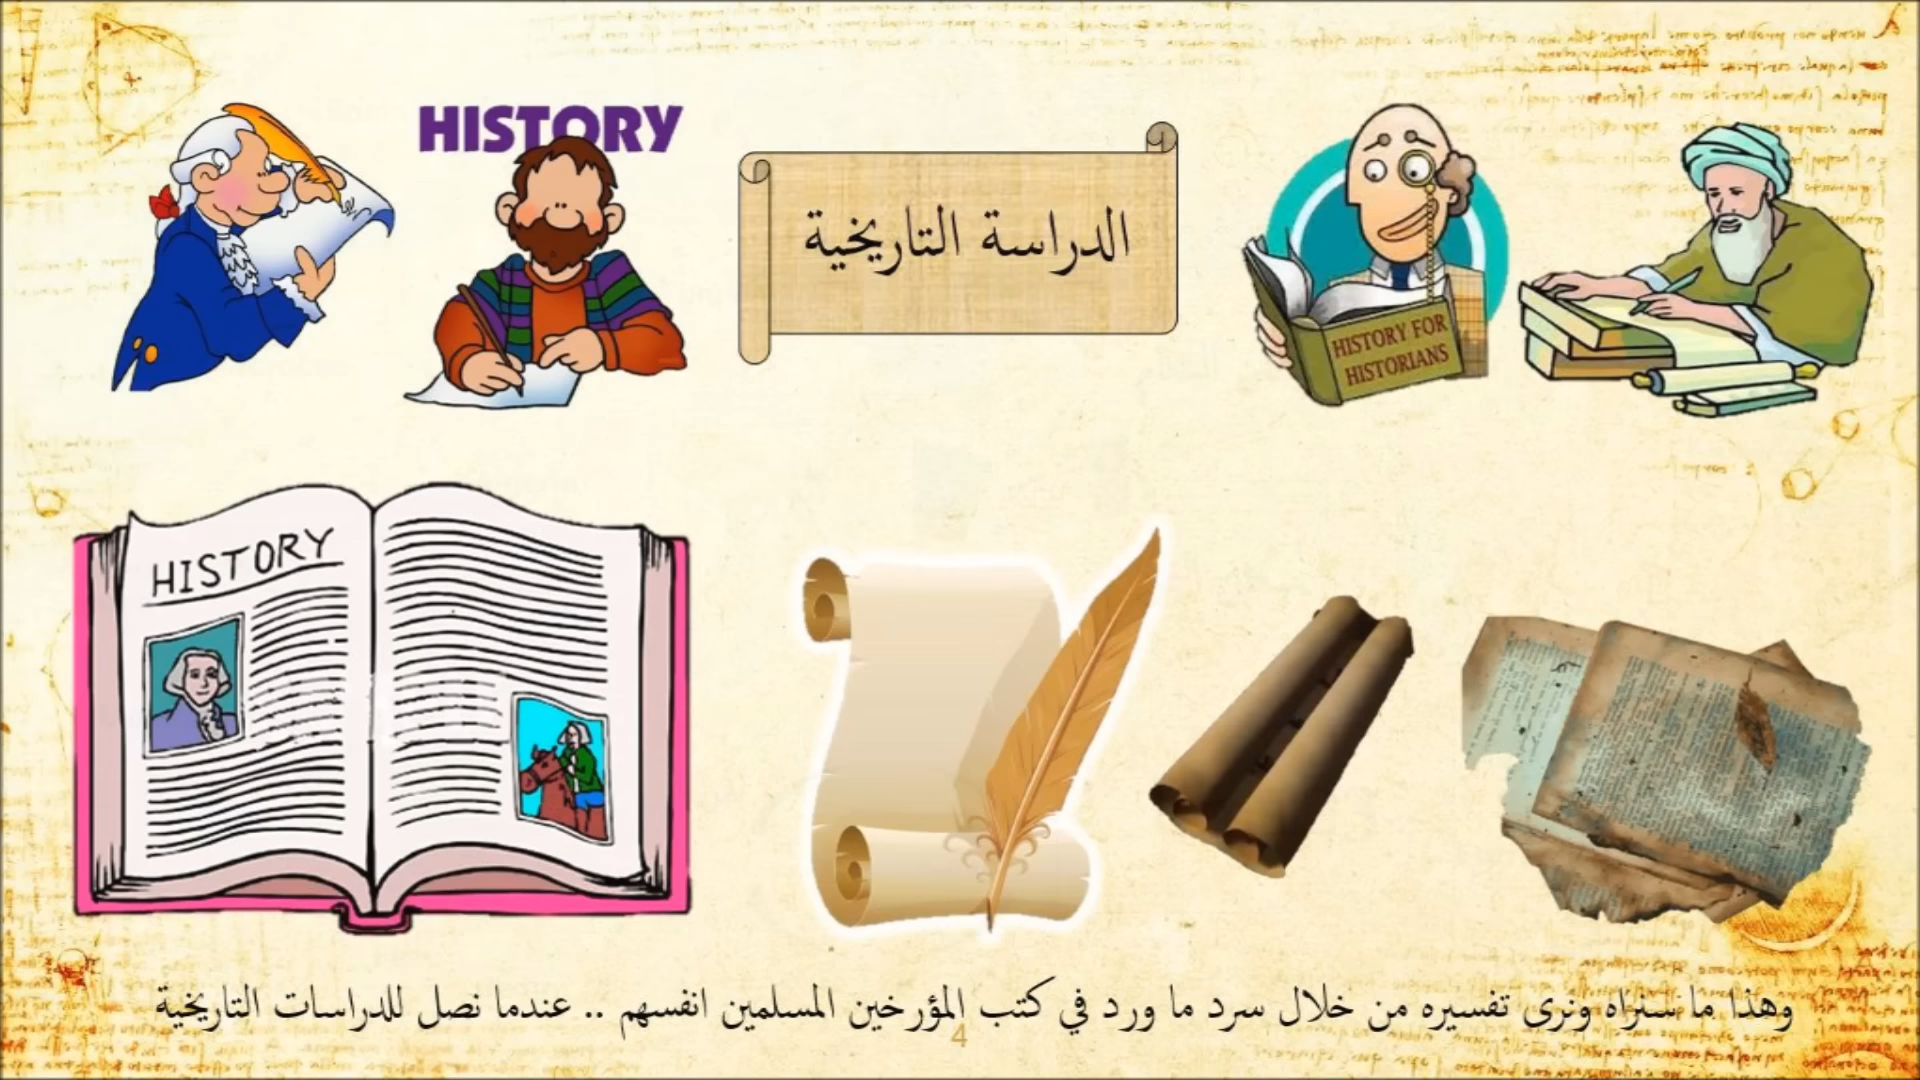 HISTORY
الدراسة التاريخية
HISTORY FOR
HISTORIANS
HISTORY
وهذا ما سنراه ونرى تفسيره من خلال سرد ما ورد في كتب المؤرخين المسلمين انفسهم .. عندما نصل للدراسات التاريخية
4